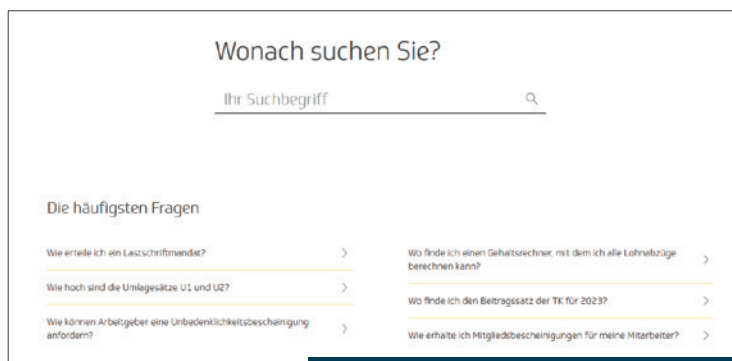 Wonach suchen Sie?
Ihr Suchbegriff
Die häufigsten Fragen
Wie erteile ich ein Lastschriftmandat?
Wie hoch sind die Umlagesätze U1 und U2?
Wie können Arbeitgeber eine Unbedenklichkeitsbescheinigung
anfordern?
Wo finde ich einen Gehaltsrechner, mit dem ich alle Lohnabzüge
berechnen kann?
Wo finde ich den Beitragssatz der TK für 2023?
Wie erhalte ich Mitgliedsbescheinigungen für meine Mitarbeiter?